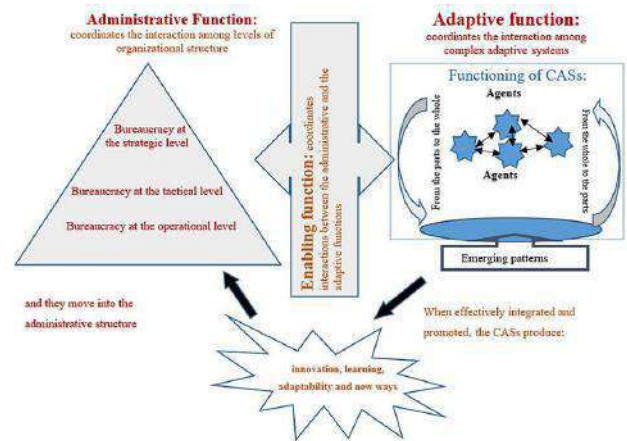 Administrative Function:
coordinates the interaction among levels of
organizational structure
Bureaucracy at
the strategic level
Bureaucracy at the tactical level
Bureaucracy at the operational level
Enabling function: coordinates
interactions between the administrative and the
adaptive functions
Adaptive function:
coordinates the interaction among
complex adaptive systems
Functioning of CASs:
Agents
From the parts to the whole
From the whole to the parts
Agents
Emerging patterns
and they move into the
administrative structure
When effectively integrated and
promoted, the CASs produce:
innovation, learning,
adaptability and new ways